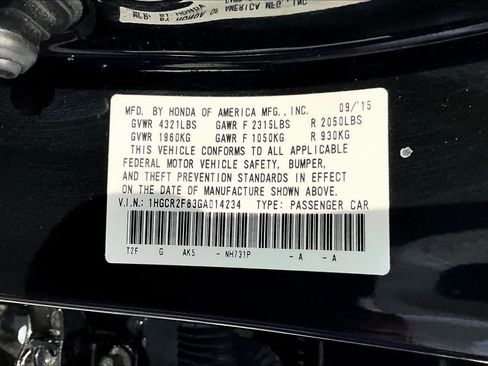 MFD. BY HONDA OF AMERICA MFG., INC. 09/'15
GVWR 4321LBS GAWR F 2315LBS R 2050LBS
GVWR 1960KG GAWR F 1050KG R 930KG
THIS VEHICLE CONFORMS TO ALL APPLICABLE
FEDERAL MOTOR VEHICLE SAFETY, BUMPER,
AND THEFT PREVENTION STANDARDS IN EFFECT
ON THE DATE OF MANUFACTURE SHOWN ABOVE.
V.I.N.: 1HGCR2F83GA014234 TYPE: PASSENGER CAR
T2F G AK5 - NH731P - A - A